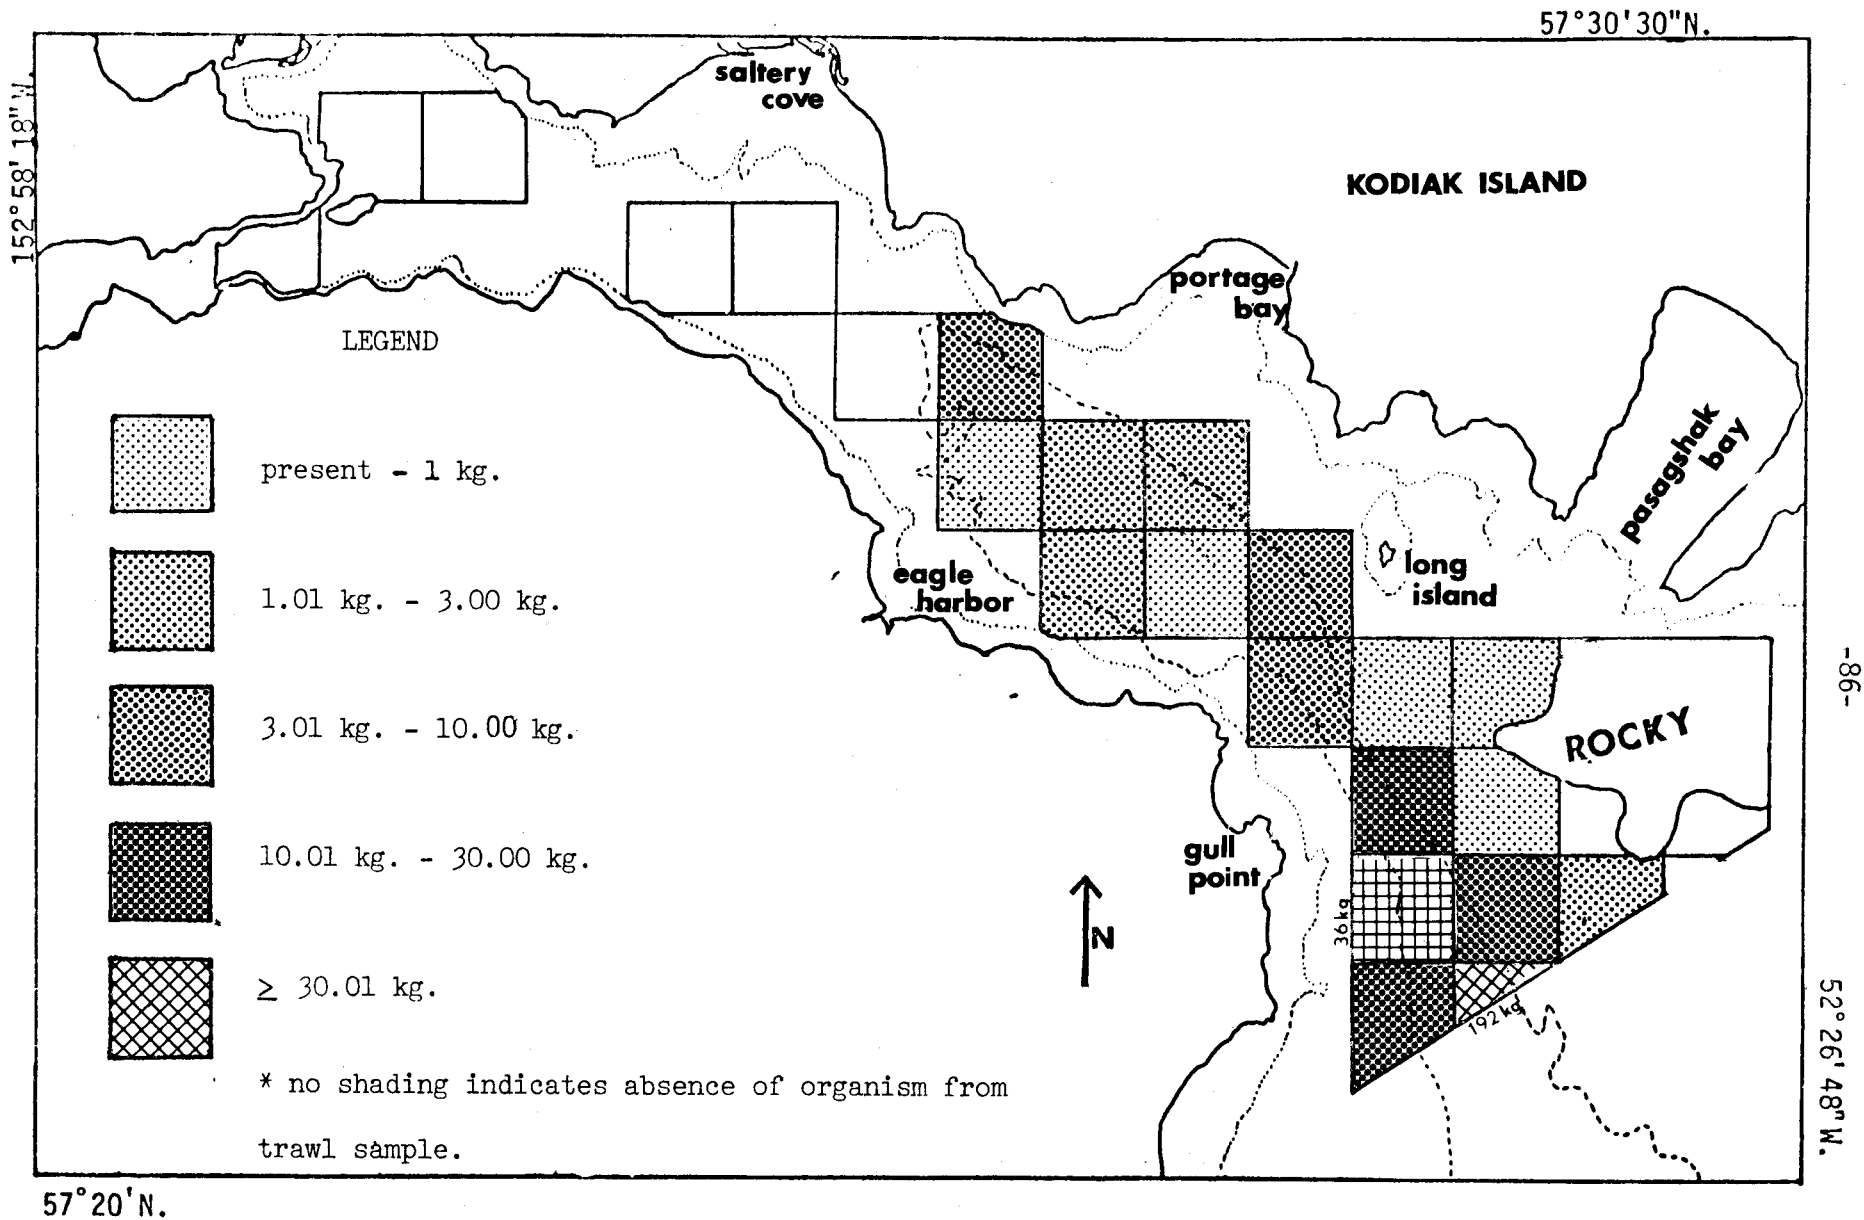 57°30'30"N.
152°58'18"W.
saltery
cove
KODIAK ISLAND
portage
bay
pasagshak
bay
LEGEND
present - 1 kg.
1.01 kg. - 3.00 kg.
3.01 kg. - 10.00 kg.
10.01 kg. - 30.00 kg.
≥ 30.01 kg.
* no shading indicates absence of organism from
trawl sample.
eagle
harbor
long
island
ROCKY
gull
point
N
36 kg
192 kg
-86-
52°26'48"W.
57°20'N.